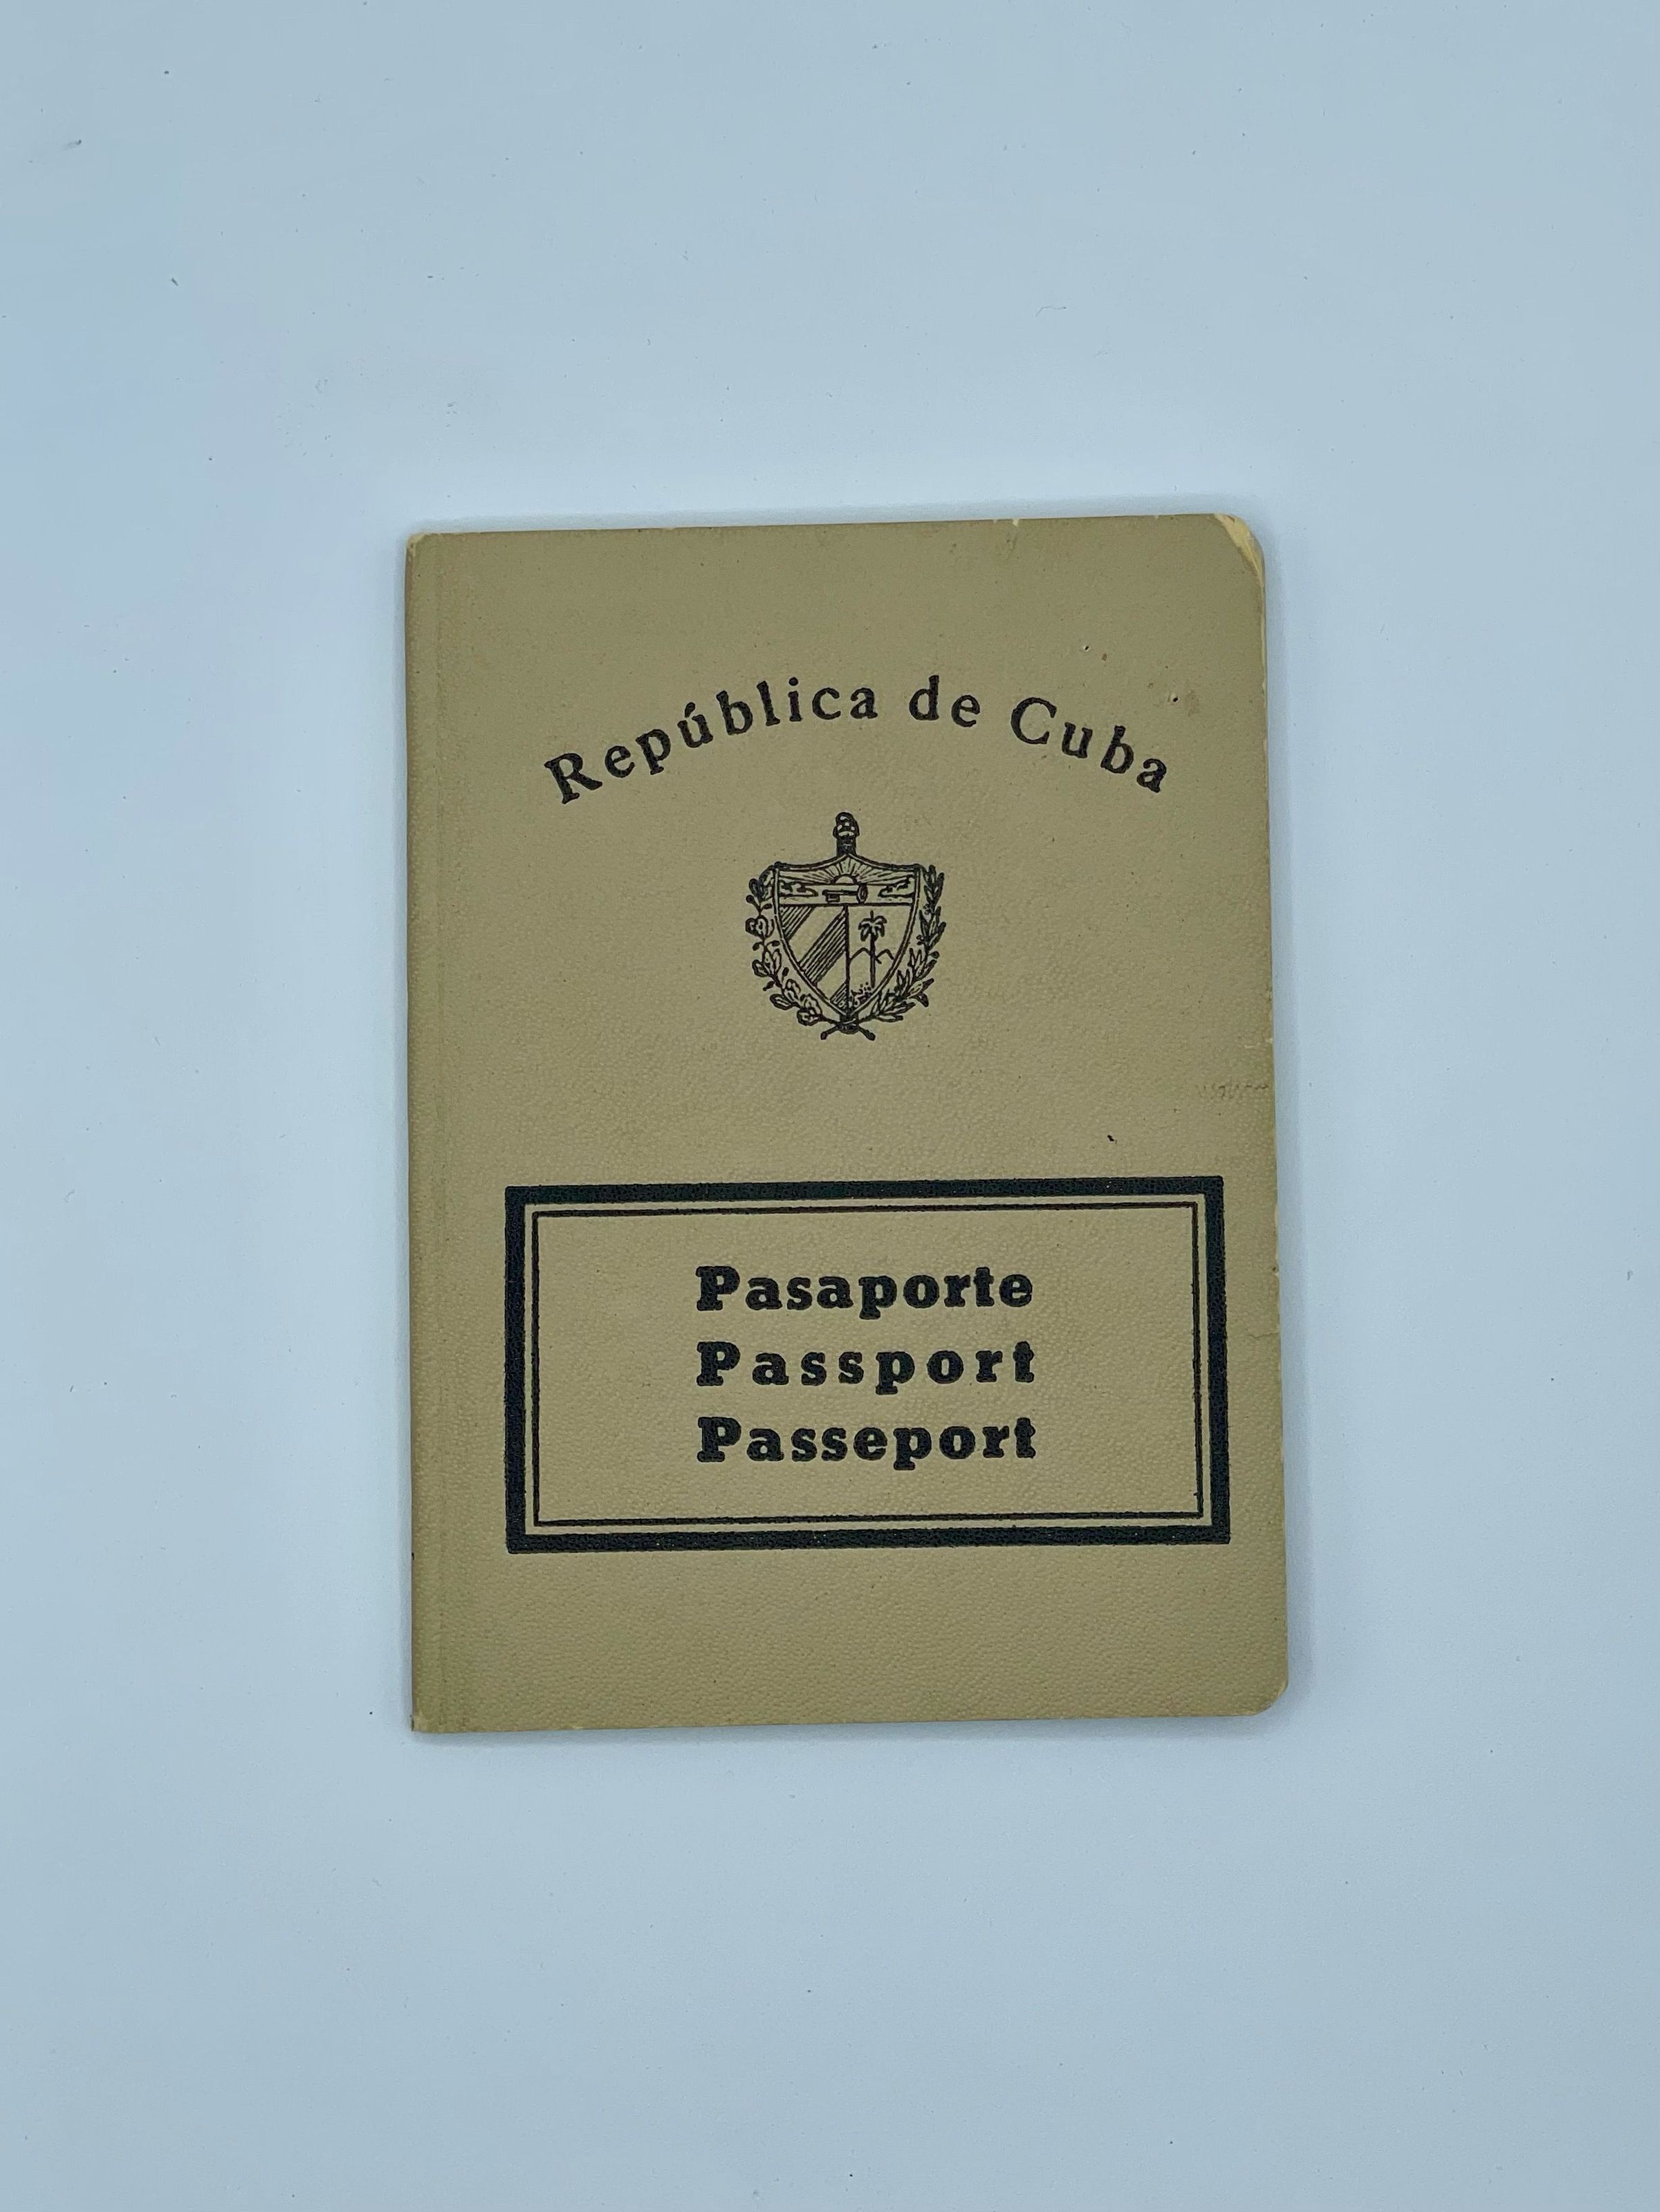 República de Cuba
Pasaporte
Passport
Passeport